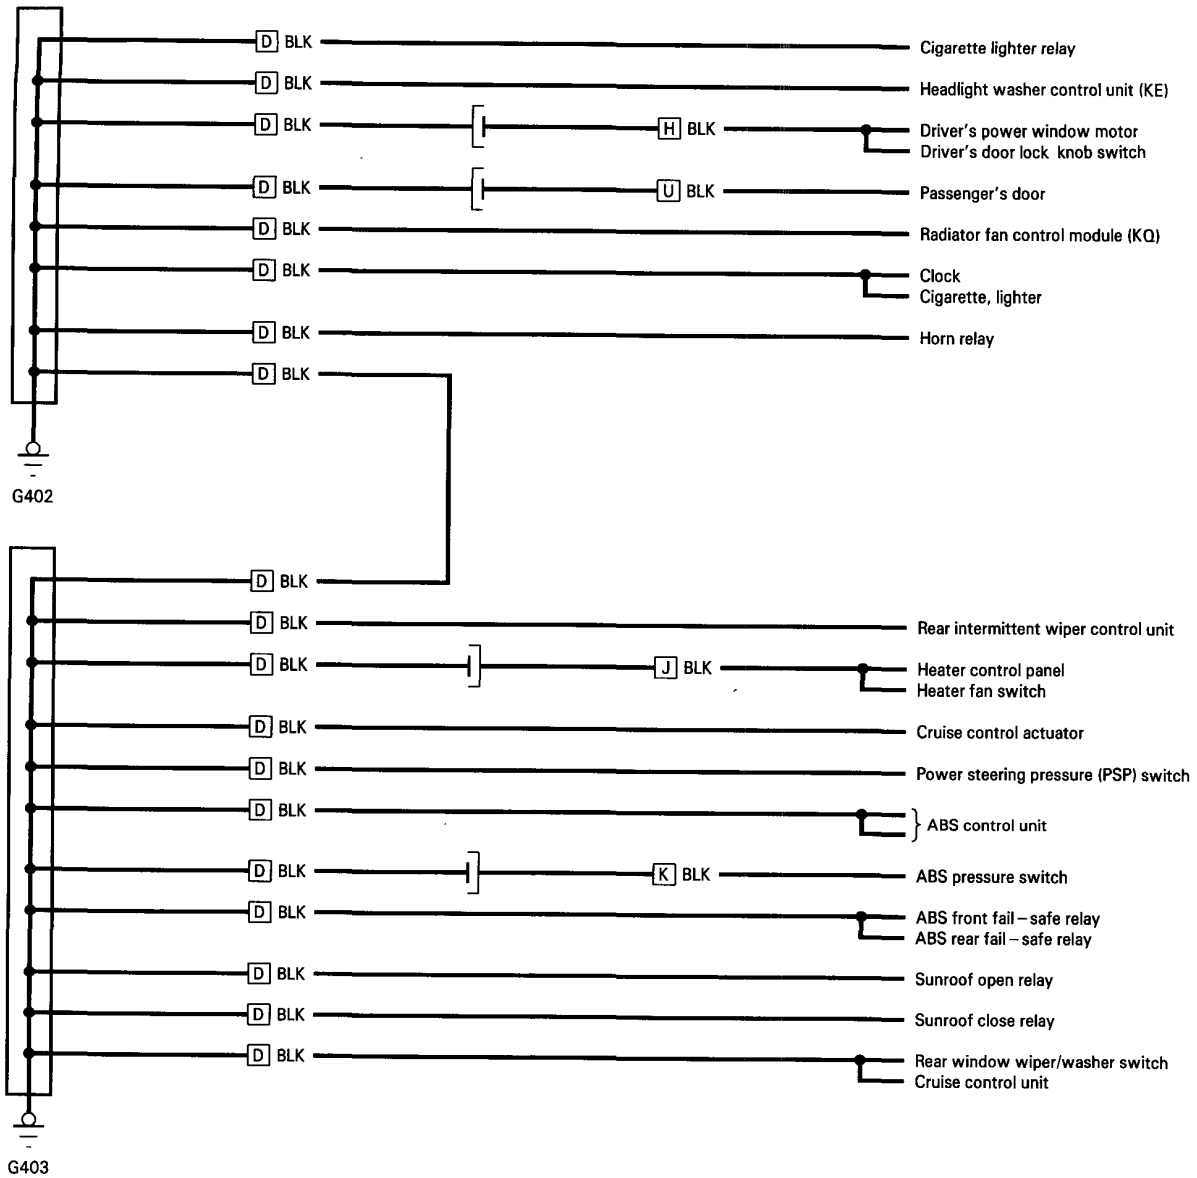 D BLK Cigarette lighter relay
D BLK Headlight washer control unit (KE)
D BLK H BLK Driver's power window motor
Driver's door lock knob switch
D BLK U BLK Passenger's door
D BLK Radiator fan control module (KQ)
D BLK Clock
Cigarette, lighter
D BLK Horn relay
D BLK
G402
D BLK
D BLK Rear intermittent wiper control unit
D BLK J BLK Heater control panel
Heater fan switch
D BLK Cruise control actuator
D BLK Power steering pressure (PSP) switch
D BLK } ABS control unit
D BLK K BLK ABS pressure switch
D BLK ABS front fail – safe relay
ABS rear fail – safe relay
D BLK Sunroof open relay
D BLK Sunroof close relay
D BLK Rear window wiper/washer switch
Cruise control unit
G403